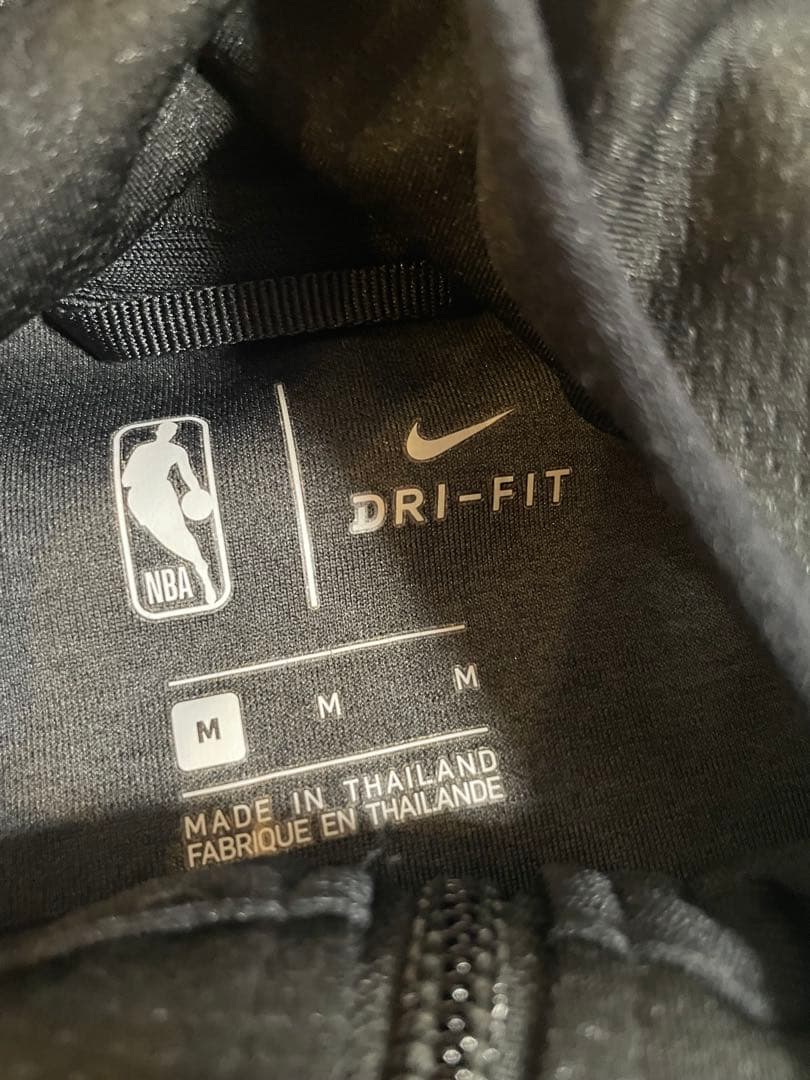 NBA
DRI-FIT
M M M
MADE IN THAILAND
FABRIQUE EN THAILANDE